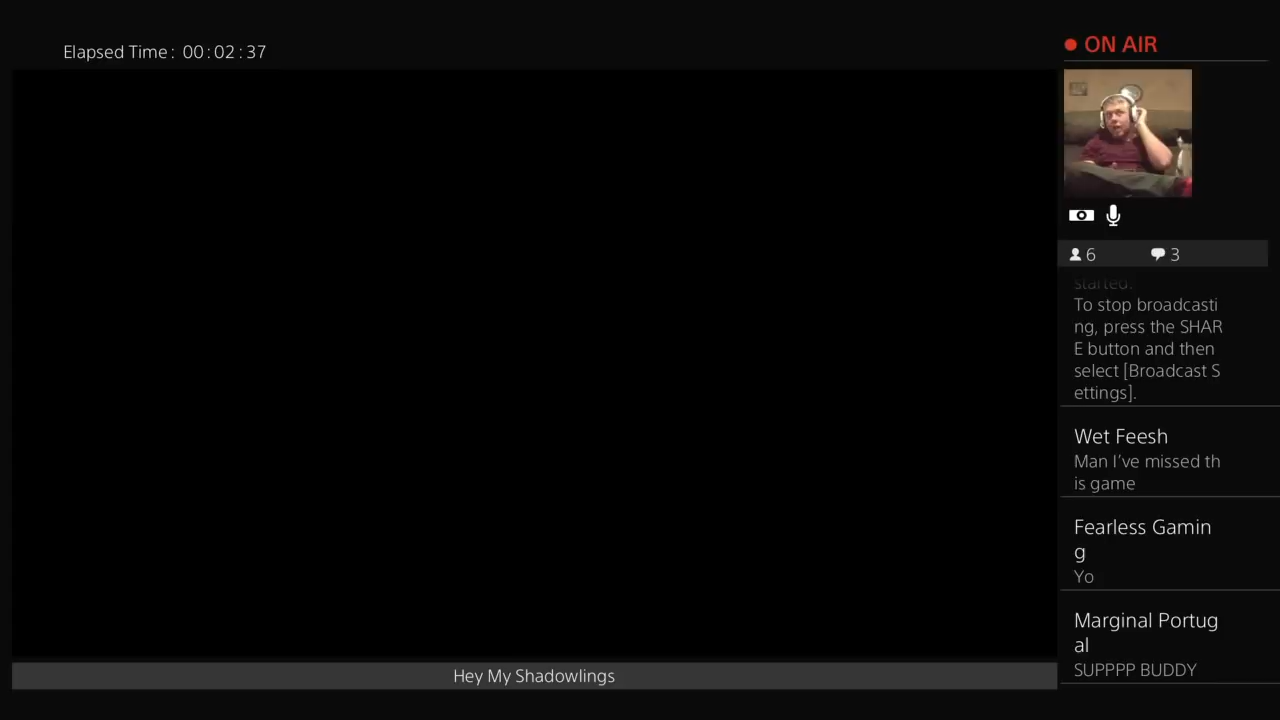 Elapsed Time: 00:02:37
ON AIR
6 3
started.
To stop broadcasti
ng, press the SHAR
E button and then
select [Broadcast S
ettings].
Wet Feesh
Man I've missed th
is game
Fearless Gamin
g
Yo
Marginal Portug
al
SUPPPP BUDDY
Hey My Shadowlings